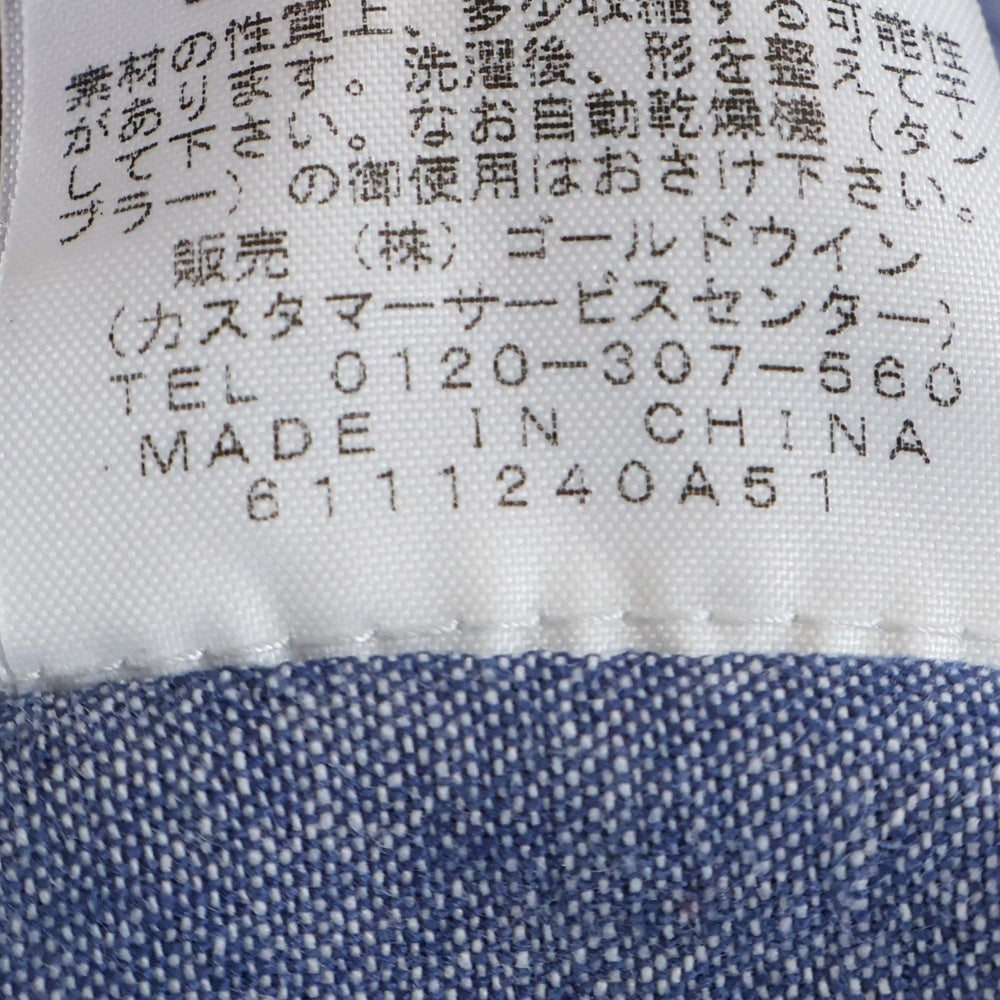 素材の性質上、多少収縮する可能性
があります。洗濯後、形を整えて干
して下さい。なお自動乾燥機（タン
ブラー）の御使用はおさけ下さい。
販売（株）ゴールドウイン
（カスタマーサービスセンター）
TEL 0120-307-560
MADE IN CHINA
6111240A51